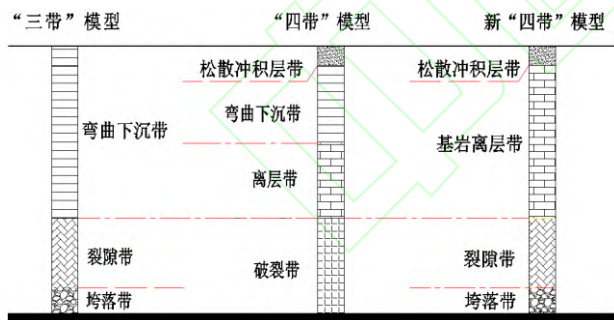 “三带”模型 “四带”模型 新“四带”模型
松散冲积层带 松散冲积层带
弯曲下沉带
弯曲下沉带 基岩离层带
离层带
裂隙带 破裂带 裂隙带
垮落带 垮落带